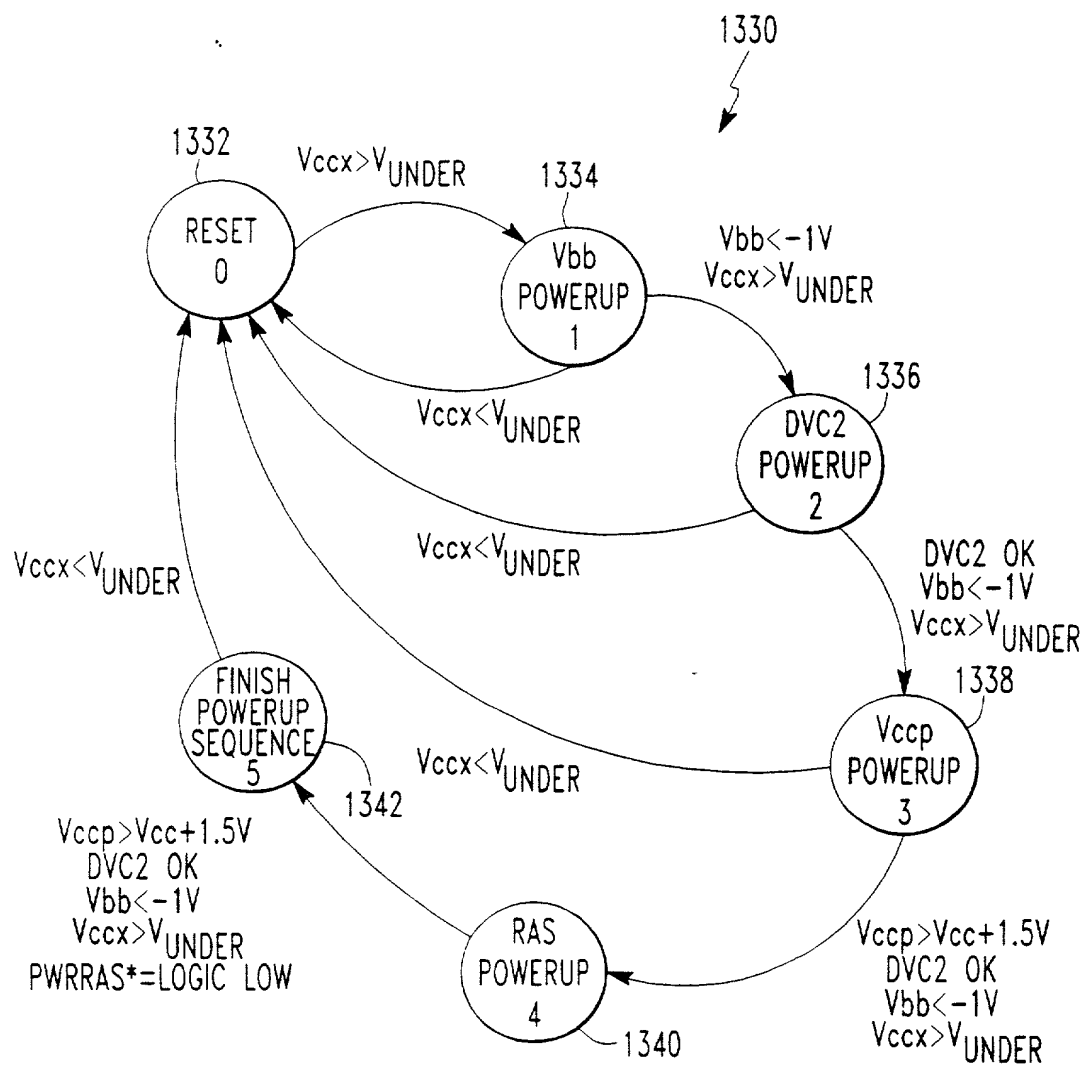 1330
1332
Vccx>VUNDER
1334
RESET
0
Vbb
POWERUP
1
Vbb<-1V
Vccx>VUNDER
1336
Vccx<VUNDER
DVC2
POWERUP
2
Vccx<VUNDER
DVC2 OK
Vbb<-1V
Vccx>VUNDER
Vccx<VUNDER
1338
FINISH
POWERUP
SEQUENCE
5
Vccp
POWERUP
3
Vccx<VUNDER
1342
Vccp>Vcc+1.5V
DVC2 OK
Vbb<-1V
Vccx>VUNDER
PWRRAS*=LOGIC LOW
RAS
POWERUP
4
Vccp>Vcc+1.5V
DVC2 OK
Vbb<-1V
Vccx>VUNDER
1340